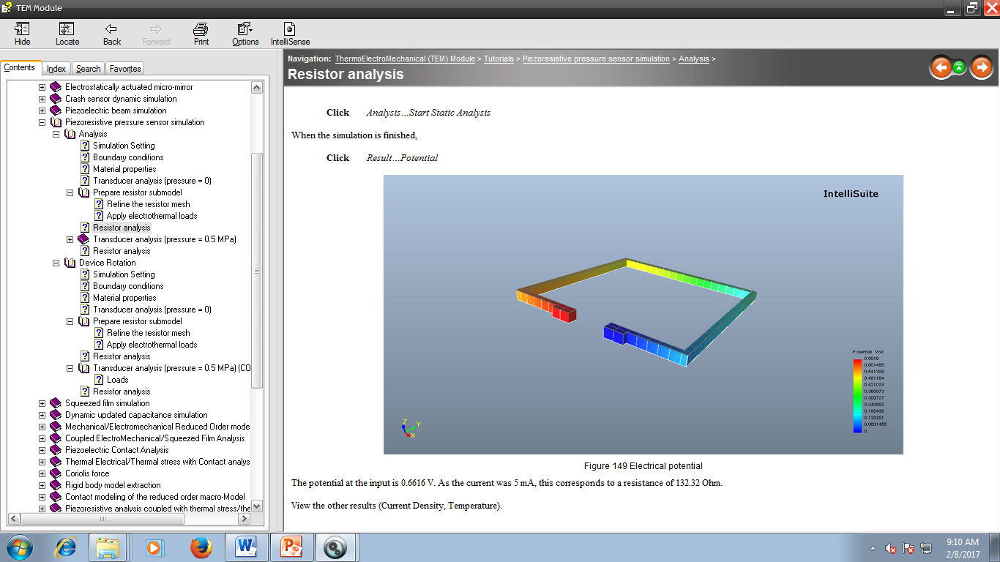 TEM Module
Hide
Locate
Back
Forward
Print
Options
IntelliSense
Contents
Index
Search
Favorites
Electrostatically actuated micro-mirror
Crash sensor dynamic simulation
Piezoelectric beam simulation
Piezoresistive pressure sensor simulation
Analysis
Simulation Setting
Boundary conditions
Material properties
Transducer analysis (pressure = 0)
Prepare resistor submodel
Refine the resistor mesh
Apply electrothermal loads
Resistor analysis
Transducer analysis (pressure = 0.5 MPa)
Resistor analysis
Device Rotation
Simulation Setting
Boundary conditions
Material properties
Transducer analysis (pressure = 0)
Prepare resistor submodel
Refine the resistor mesh
Apply electrothermal loads
Resistor analysis
Transducer analysis (pressure = 0.5 MPa) (CO
Loads
Resistor analysis
Squeezed film simulation
Dynamic updated capacitance simulation
Mechanical/Electromechanical Reduced Order mode
Coupled ElectroMechanical/Squeezed Film Analysis
Piezoelectric Contact Analysis
Thermal Electrical/Thermal stress with Contact analys
Coriolis force
Rigid body model extraction
Contact modeling of the reduced order macro-Model
Piezoresistive analysis coupled with thermal stress/the
Navigation: ThermoElectroMechanical (TEM) Module > Tutorials > Piezoresistive pressure sensor simulation > Analysis >
Resistor analysis
Click Analysis…Start Static Analysis
When the simulation is finished,
Click Result…Potential
IntelliSuite
Potential Volt
0.6616
0.601455
0.541309
0.481164
0.421018
0.360873
0.300727
0.240582
0.180436
0.120291
0.0601455
0
Z
Y
X
Figure 149 Electrical potential
The potential at the input is 0.6616 V. As the current was 5 mA, this corresponds to a resistance of 132.32 Ohm.
View the other results (Current Density, Temperature).
9:10 AM
2/8/2017